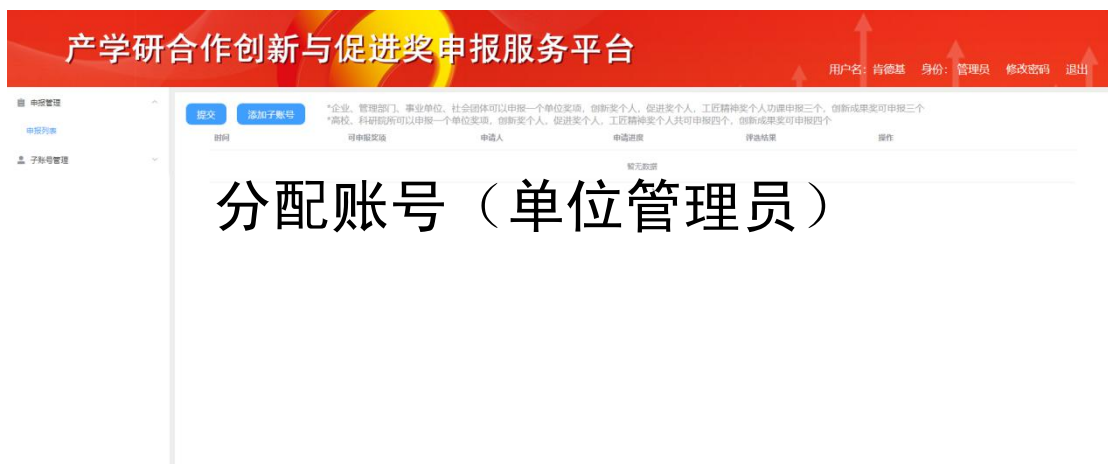 产学研合作创新与促进奖申报服务平台
用户名：肯德基 身份：管理员 修改密码 退出
申报管理
申报列表
子账号管理
提交 添加子账号
*企业、管理部门、事业单位、社会团体可以申报一个单位奖项，创新奖个人，促进奖个人，工匠精神奖个人功课申报三个，创新成果奖可申报三个
*高校、科研院所可以申报一个单位奖项，创新奖个人，促进奖个人，工匠精神奖个人共可申报四个，创新成果奖可申报四个
时间 可申报奖项 申请人 申请进度 评选结果 操作
暂无数据
分配账号（单位管理员）